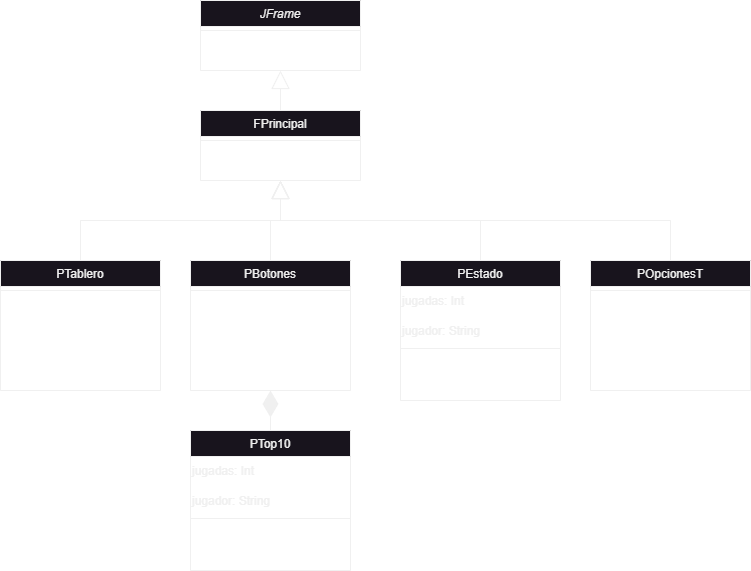 JFrame
FPrincipal
PTablero
PBotones
PEstado
POpcionesT
jugadas: Int
jugador: String
PTop10
jugadas: Int
jugador: String